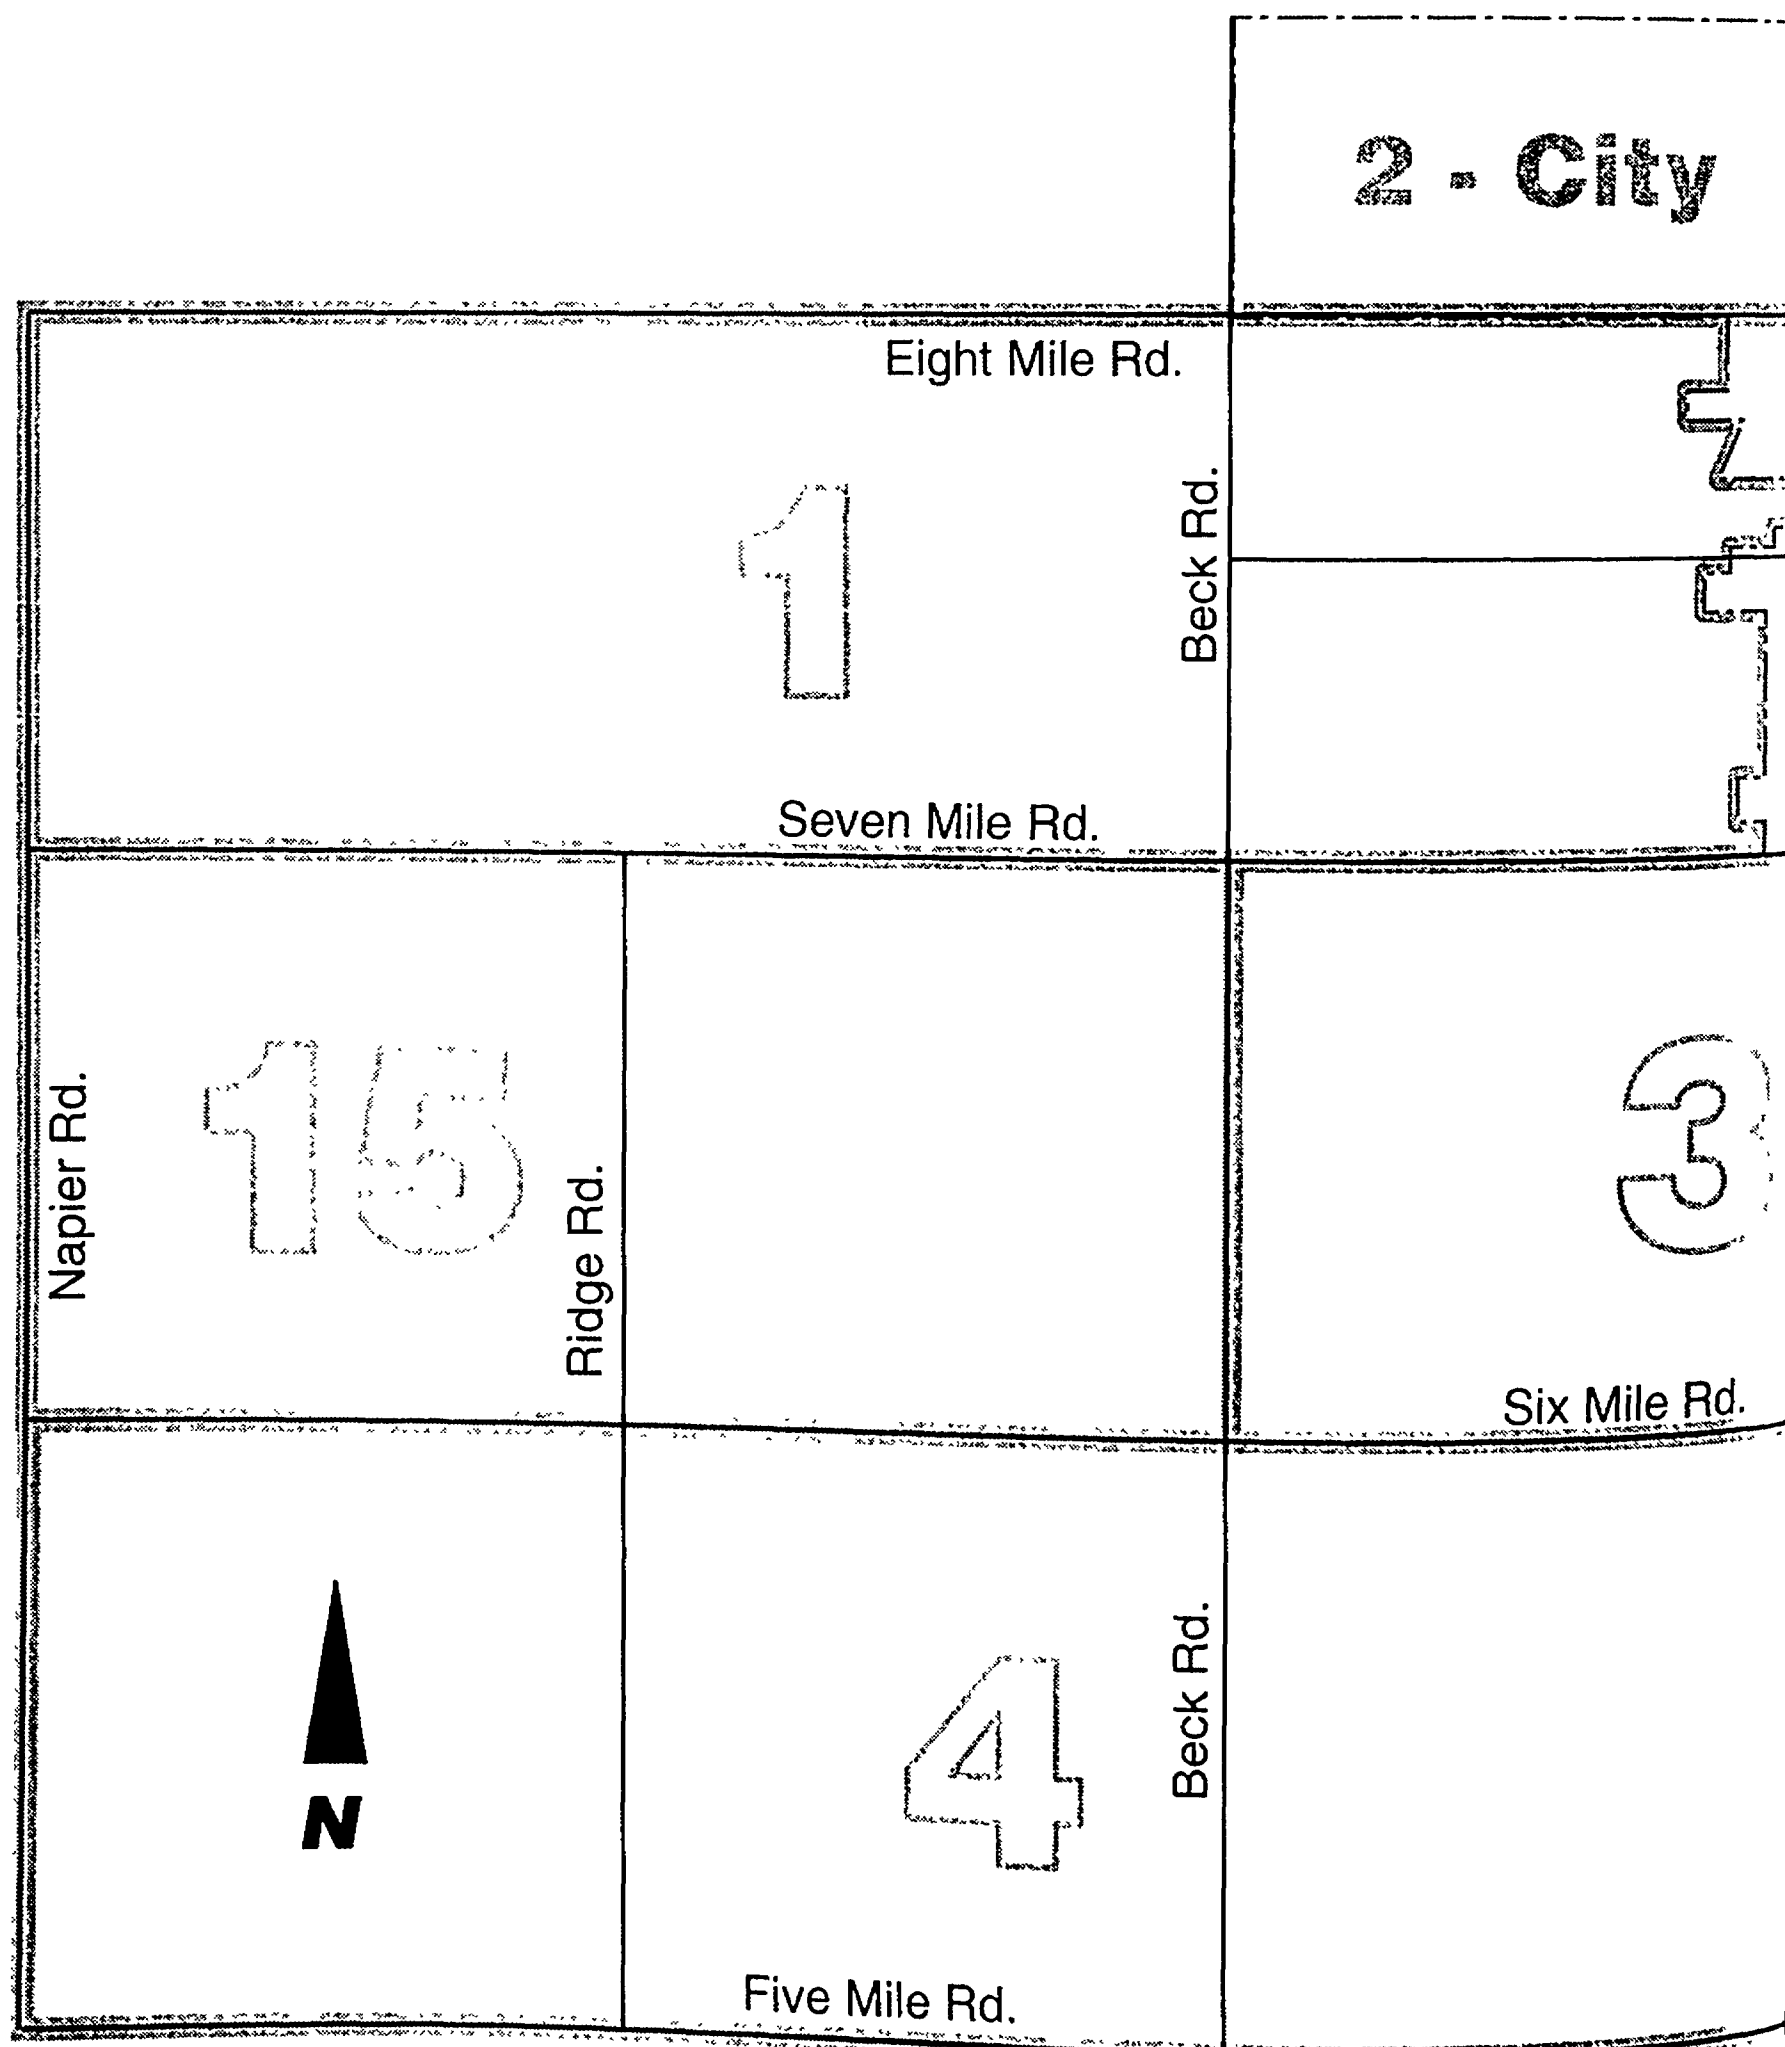 2 - City
Eight Mile Rd.
1
Beck Rd.
Seven Mile Rd.
15
3
Napier Rd.
Ridge Rd.
Six Mile Rd.
4
Beck Rd.
N
Five Mile Rd.